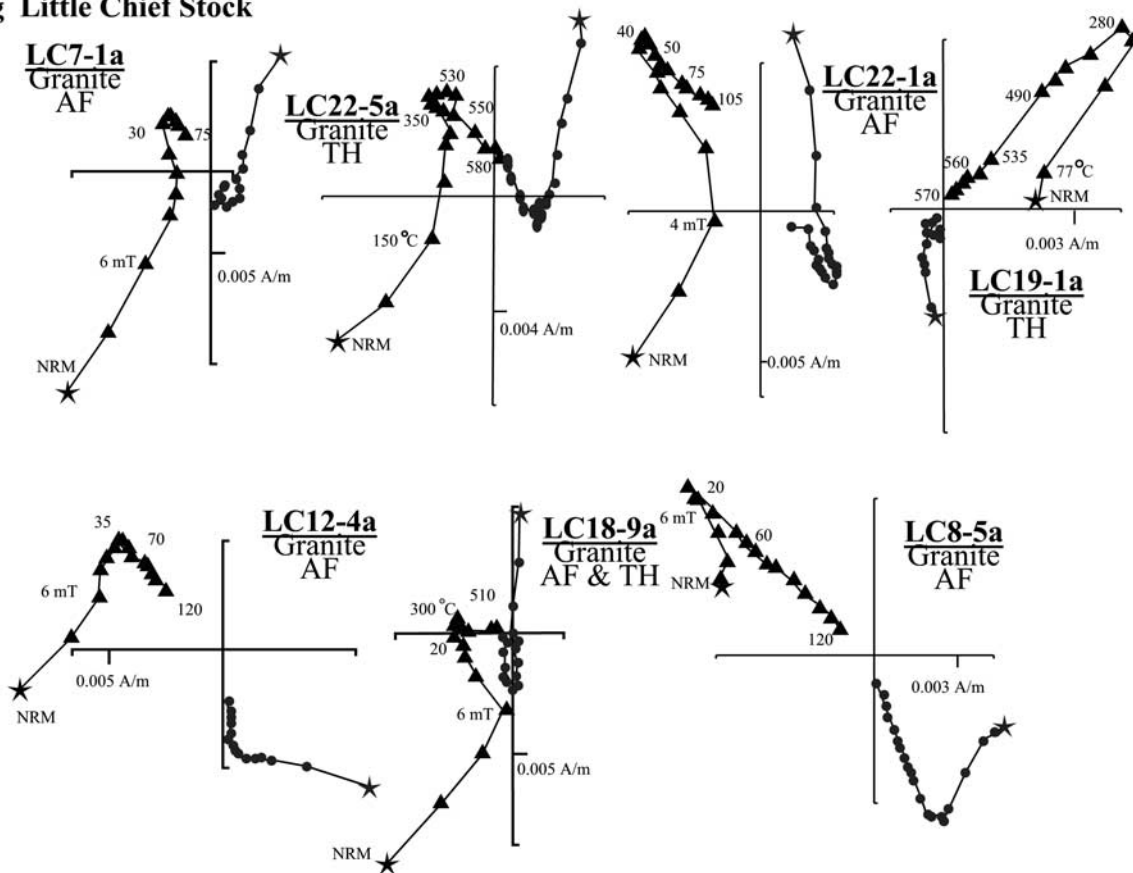 g Little Chief Stock
LC7-1a
Granite
AF
30
75
6 mT
0.005 A/m
NRM
LC22-5a
Granite
TH
530
350
550
580
150 °C
0.004 A/m
NRM
40
50
75
105
4 mT
NRM
0.005 A/m
LC22-1a
Granite
AF
280
490
560
535
570
77°C
NRM
0.003 A/m
LC19-1a
Granite
TH
35
70
6 mT
120
0.005 A/m
NRM
LC12-4a
Granite
AF
LC18-9a
Granite
AF & TH
300 °C
510
20
6 mT
0.005 A/m
NRM
20
6 mT
60
NRM
120
0.003 A/m
LC8-5a
Granite
AF